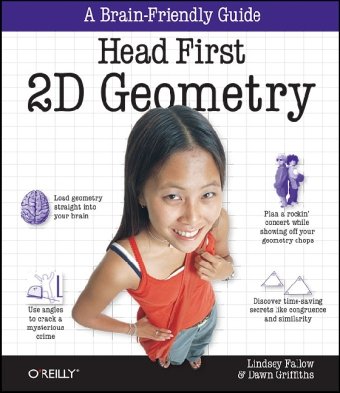 A Brain-Friendly Guide
Head First
2D Geometry
Load geometry
straight into
your brain
Plan a rockin'
concert while
showing off your
geometry chops
Use angles
to crack a
mysterious
crime
Discover time-saving
secrets like congruence
and similarity
O'REILLY®
Lindsey Fallow
& Dawn Griffiths